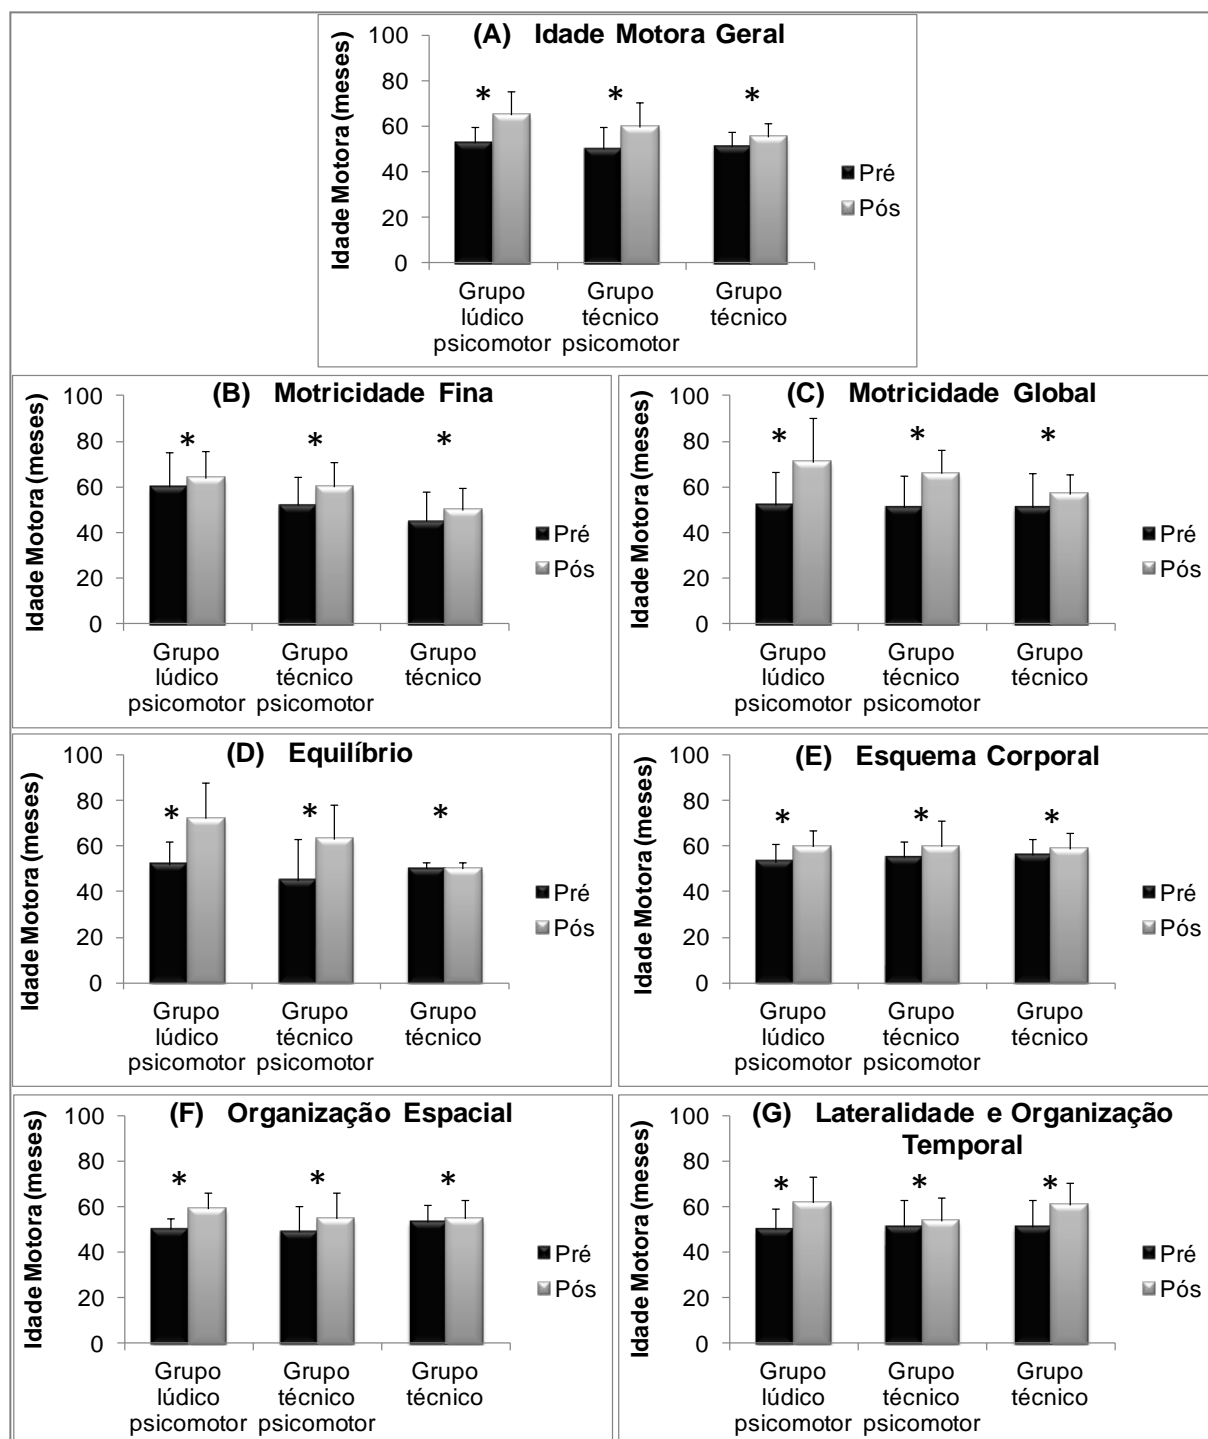 (A) Idade Motora Geral
Idade Motora (meses)
100
80
60
40
20
0
* * *
Pré
Pós
Grupo lúdico psicomotor
Grupo técnico psicomotor
Grupo técnico
(B) Motricidade Fina
Idade Motora (meses)
100
80
60
40
20
0
* * *
Pré
Pós
Grupo lúdico psicomotor
Grupo técnico psicomotor
Grupo técnico
(C) Motricidade Global
Idade Motora (meses)
100
80
60
40
20
0
* * *
Pré
Pós
Grupo lúdico psicomotor
Grupo técnico psicomotor
Grupo técnico
(D) Equilíbrio
Idade Motora (meses)
100
80
60
40
20
0
* * *
Pré
Pós
Grupo lúdico psicomotor
Grupo técnico psicomotor
Grupo técnico
(E) Esquema Corporal
Idade Motora (meses)
100
80
60
40
20
0
* * *
Pré
Pós
Grupo lúdico psicomotor
Grupo técnico psicomotor
Grupo técnico
(F) Organização Espacial
Idade Motora (meses)
100
80
60
40
20
0
* * *
Pré
Pós
Grupo lúdico psicomotor
Grupo técnico psicomotor
Grupo técnico
(G) Lateralidade e Organização
Temporal
Idade Motora (meses)
100
80
60
40
20
0
* * *
Pré
Pós
Grupo lúdico psicomotor
Grupo técnico psicomotor
Grupo técnico